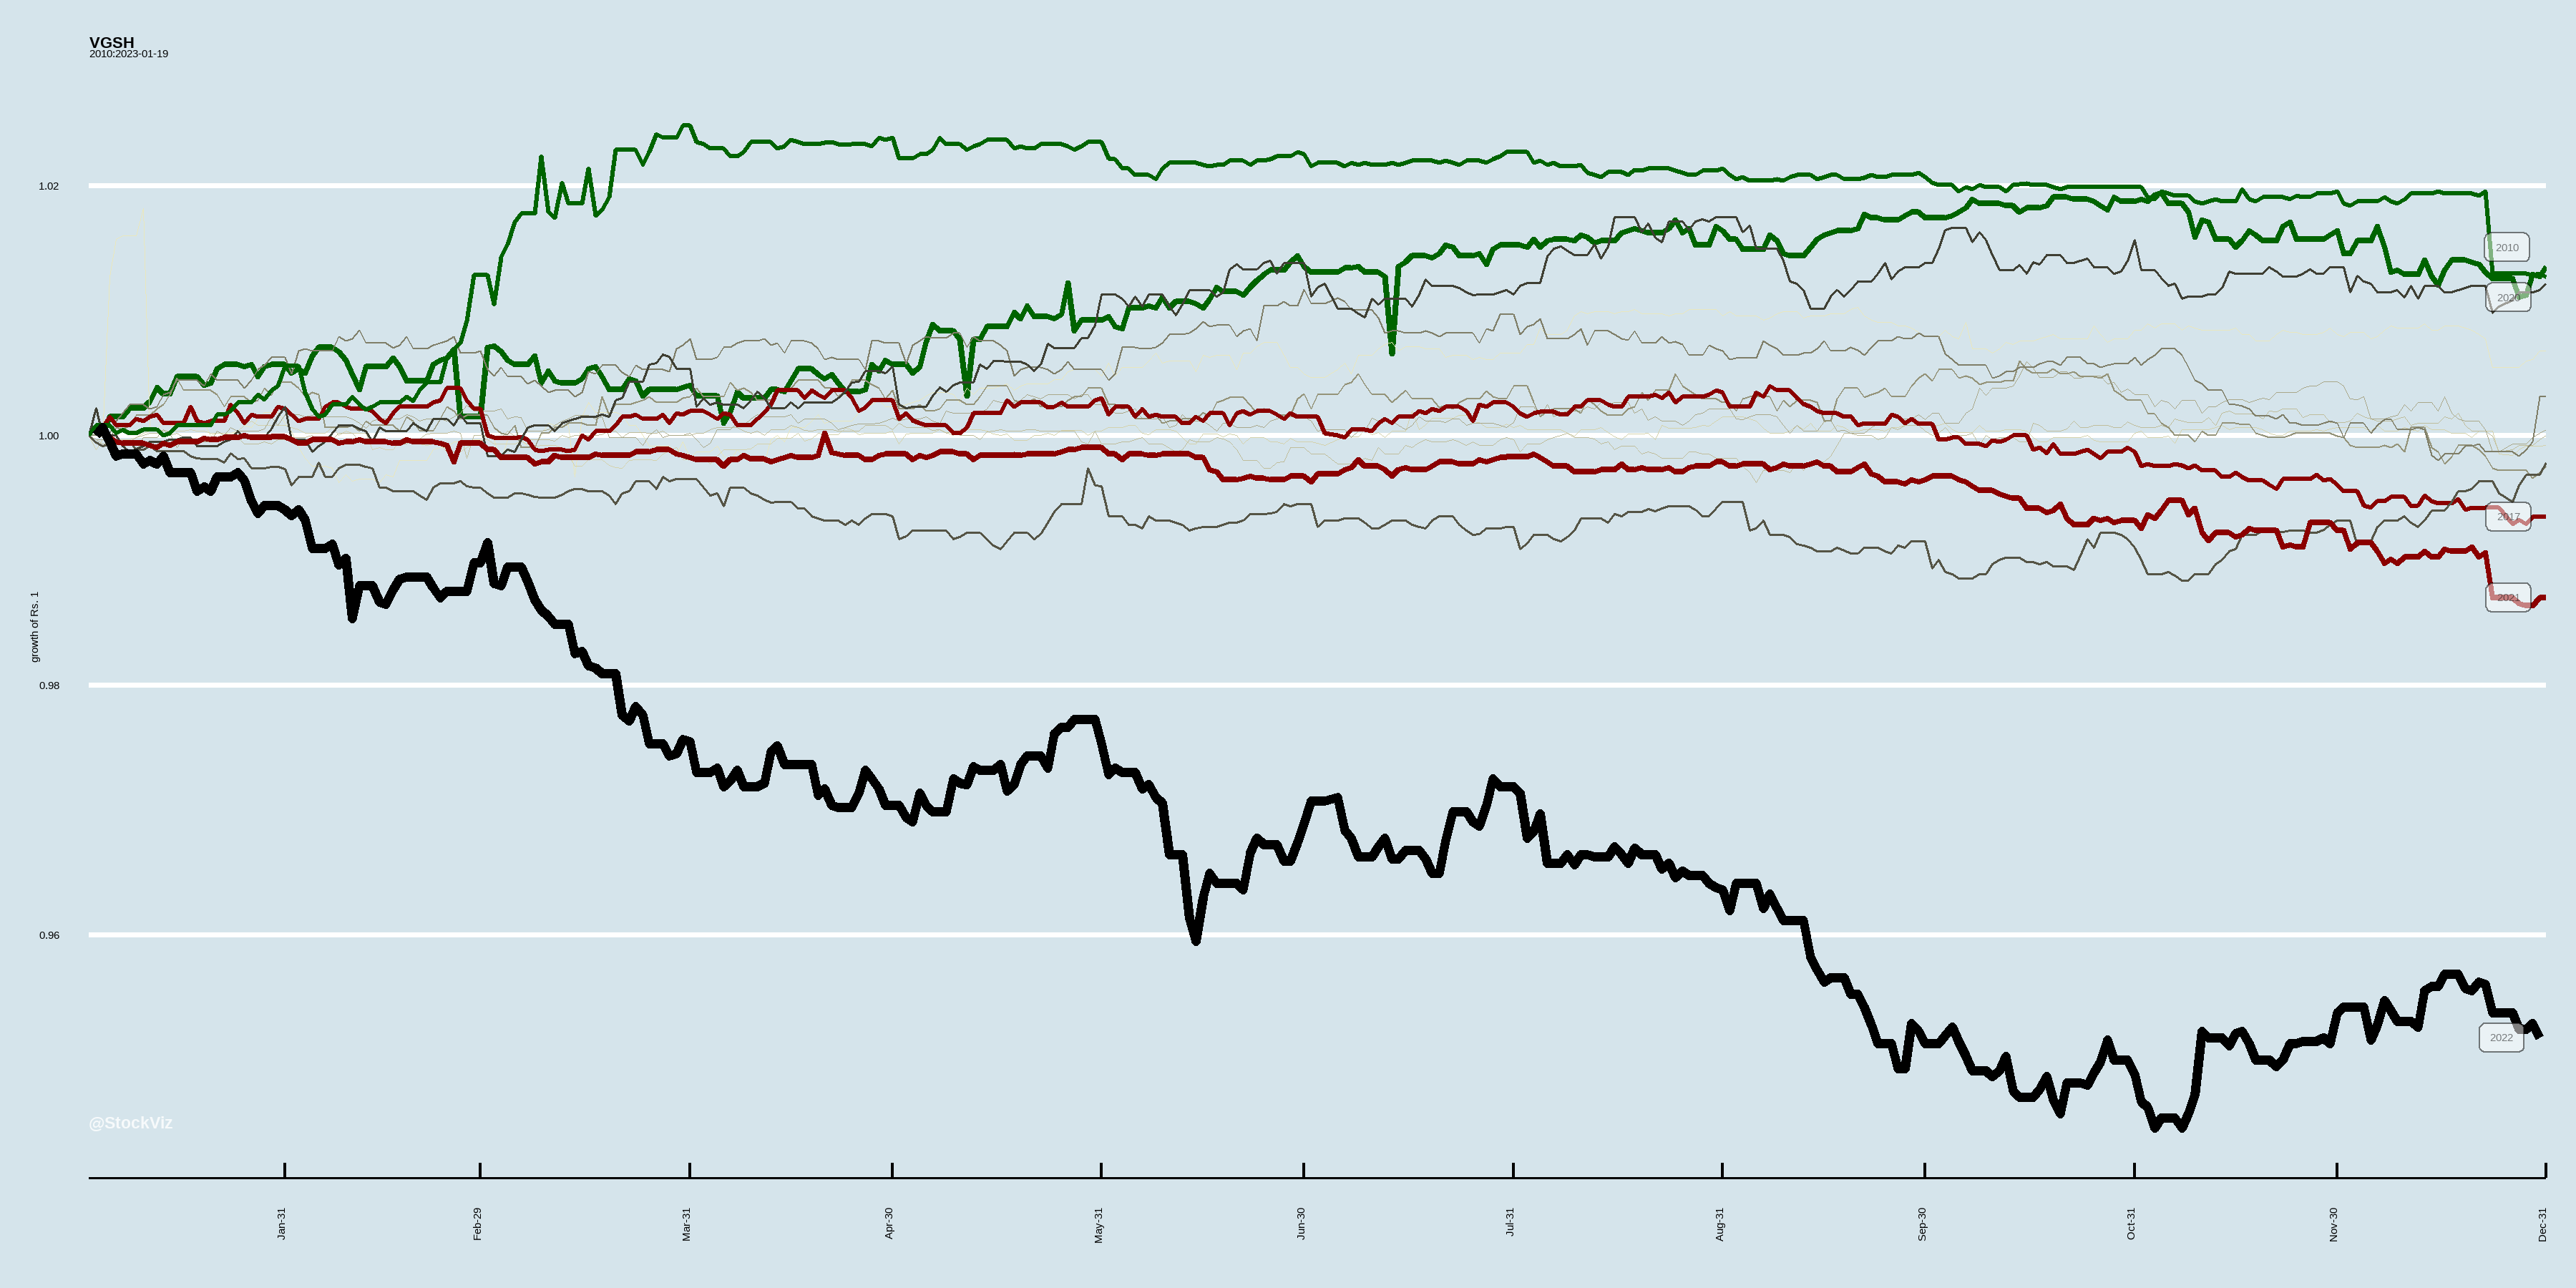 VGSH
2010:2023-01-19
1.02
1.00
0.98
0.96
growth of Rs. 1
2010
2020
2017
2021
2022
@StockViz
Jan-31
Feb-29
Mar-31
Apr-30
May-31
Jun-30
Jul-31
Aug-31
Sep-30
Oct-31
Nov-30
Dec-31